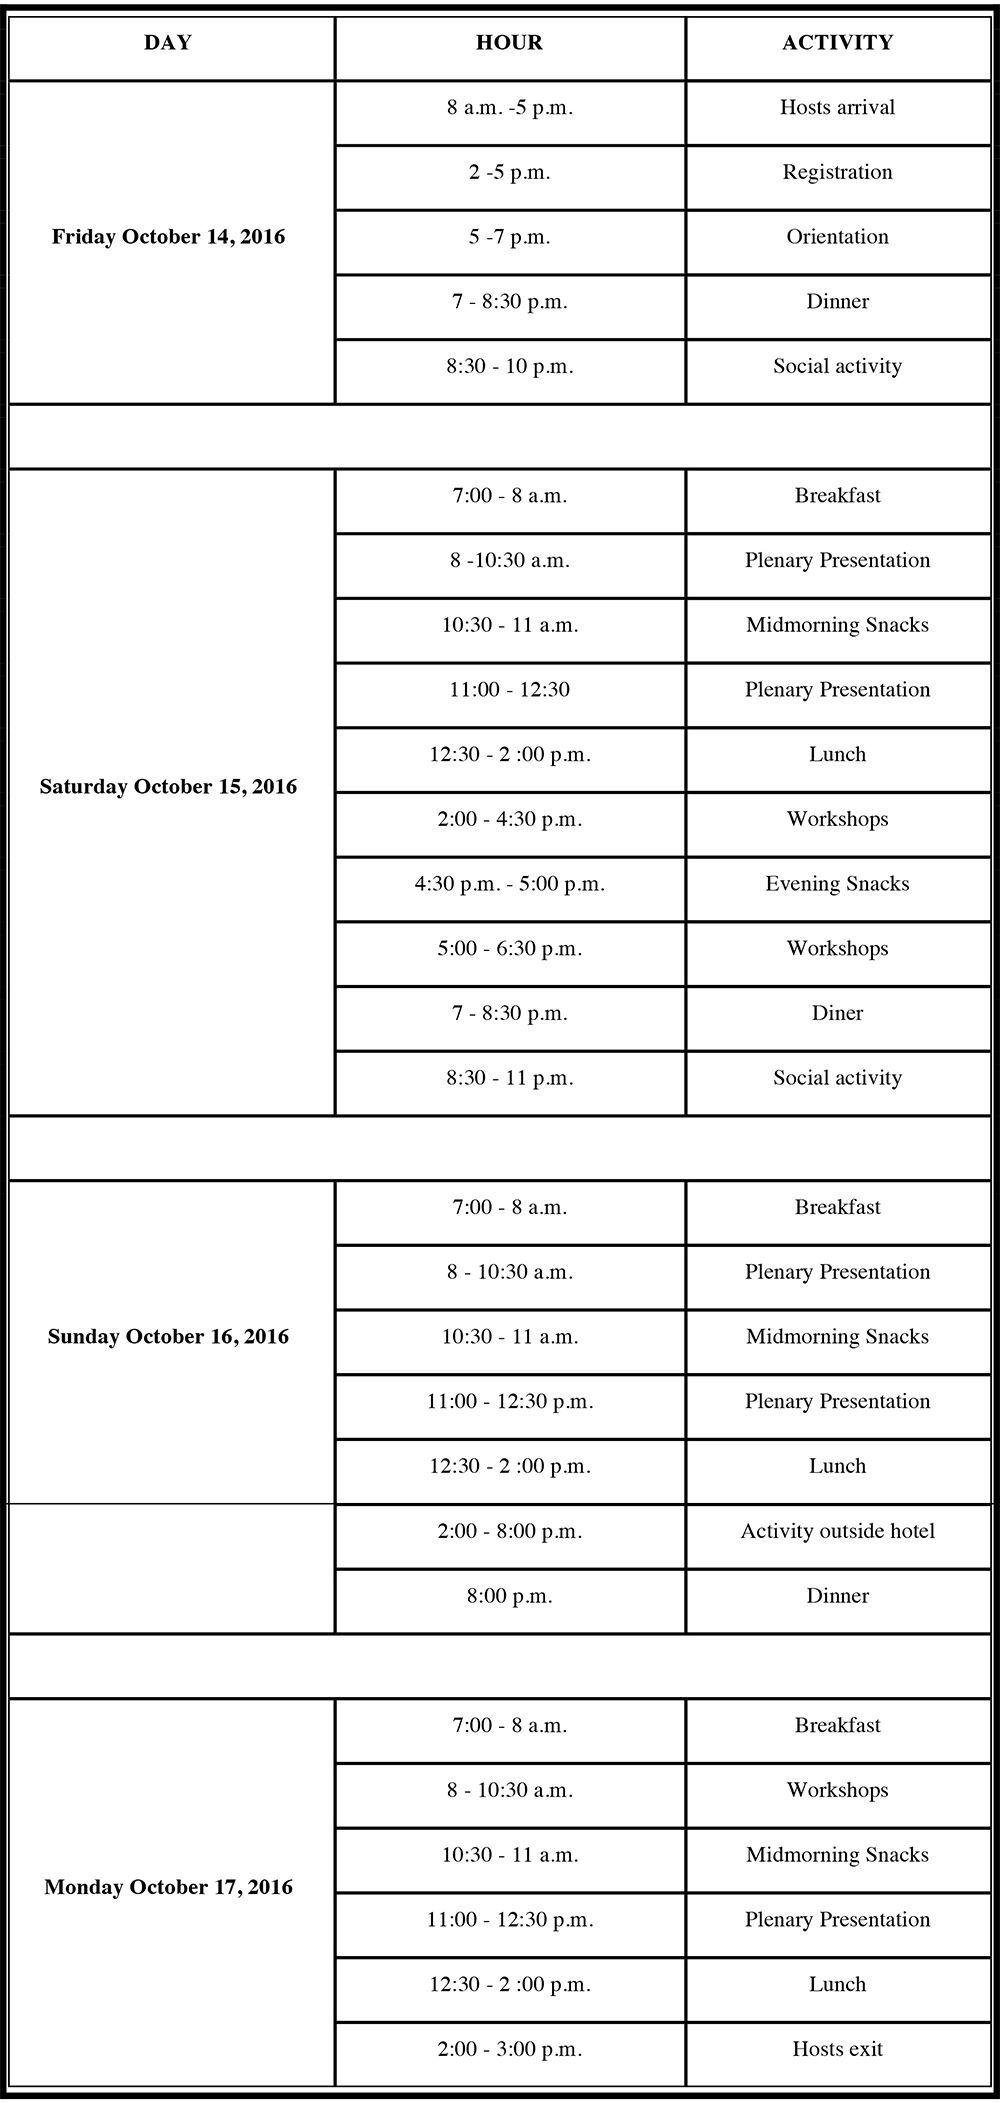 DAY HOUR ACTIVITY
8 a.m. -5 p.m. Hosts arrival
2 -5 p.m. Registration
Friday October 14, 2016 5 -7 p.m. Orientation
7 - 8:30 p.m. Dinner
8:30 - 10 p.m. Social activity
7:00 - 8 a.m. Breakfast
8 -10:30 a.m. Plenary Presentation
10:30 - 11 a.m. Midmorning Snacks
11:00 - 12:30 Plenary Presentation
12:30 - 2 :00 p.m. Lunch
Saturday October 15, 2016
2:00 - 4:30 p.m. Workshops
4:30 p.m. - 5:00 p.m. Evening Snacks
5:00 - 6:30 p.m. Workshops
7 - 8:30 p.m. Diner
8:30 - 11 p.m. Social activity
7:00 - 8 a.m. Breakfast
8 - 10:30 a.m. Plenary Presentation
Sunday October 16, 2016 10:30 - 11 a.m. Midmorning Snacks
11:00 - 12:30 p.m. Plenary Presentation
12:30 - 2 :00 p.m. Lunch
2:00 - 8:00 p.m. Activity outside hotel
8:00 p.m. Dinner
7:00 - 8 a.m. Breakfast
8 - 10:30 a.m. Workshops
10:30 - 11 a.m. Midmorning Snacks
Monday October 17, 2016
11:00 - 12:30 p.m. Plenary Presentation
12:30 - 2 :00 p.m. Lunch
2:00 - 3:00 p.m. Hosts exit